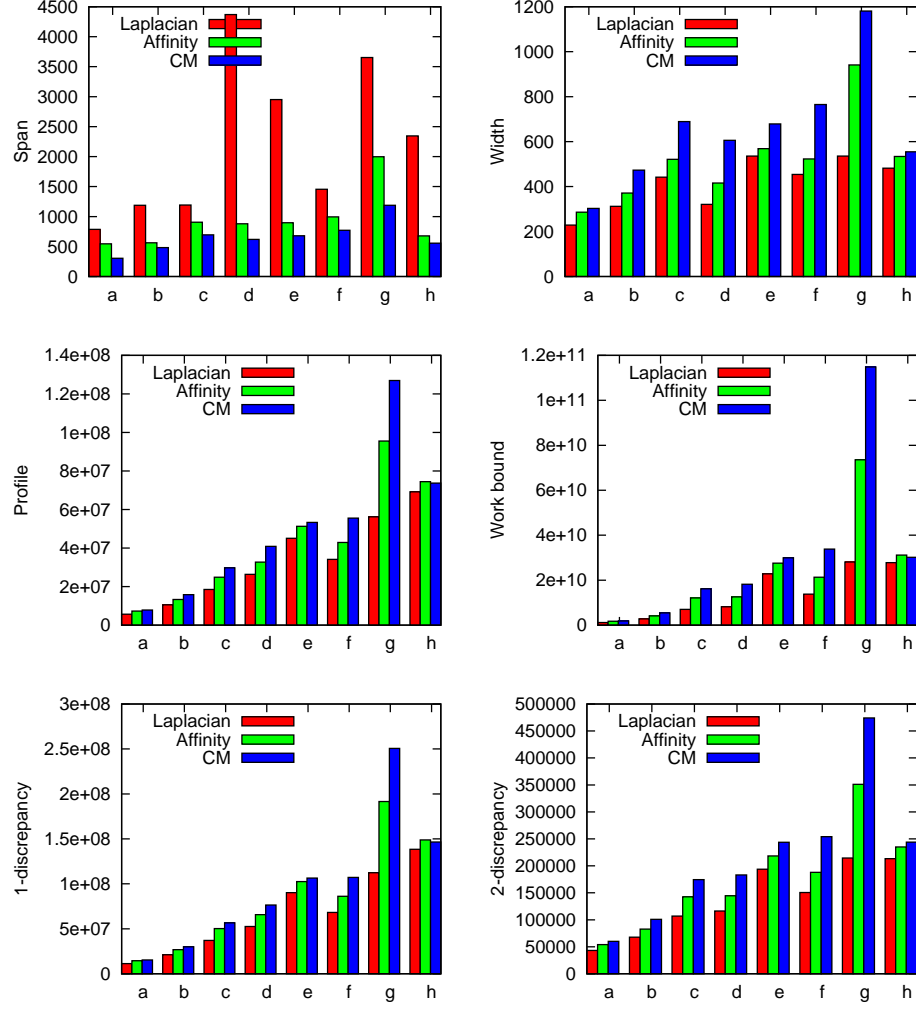 Span
4500
4000
3500
3000
2500
2000
1500
1000
500
0
Laplacian
Affinity
CM
a b c d e f g h
Width
1200
1000
800
600
400
200
0
Laplacian
Affinity
CM
a b c d e f g h
Profile
1.4e+08
1.2e+08
1e+08
8e+07
6e+07
4e+07
2e+07
0
Laplacian
Affinity
CM
a b c d e f g h
Work bound
1.2e+11
1e+11
8e+10
6e+10
4e+10
2e+10
0
Laplacian
Affinity
CM
a b c d e f g h
1-discrepancy
3e+08
2.5e+08
2e+08
1.5e+08
1e+08
5e+07
0
Laplacian
Affinity
CM
a b c d e f g h
2-discrepancy
500000
450000
400000
350000
300000
250000
200000
150000
100000
50000
0
Laplacian
Affinity
CM
a b c d e f g h